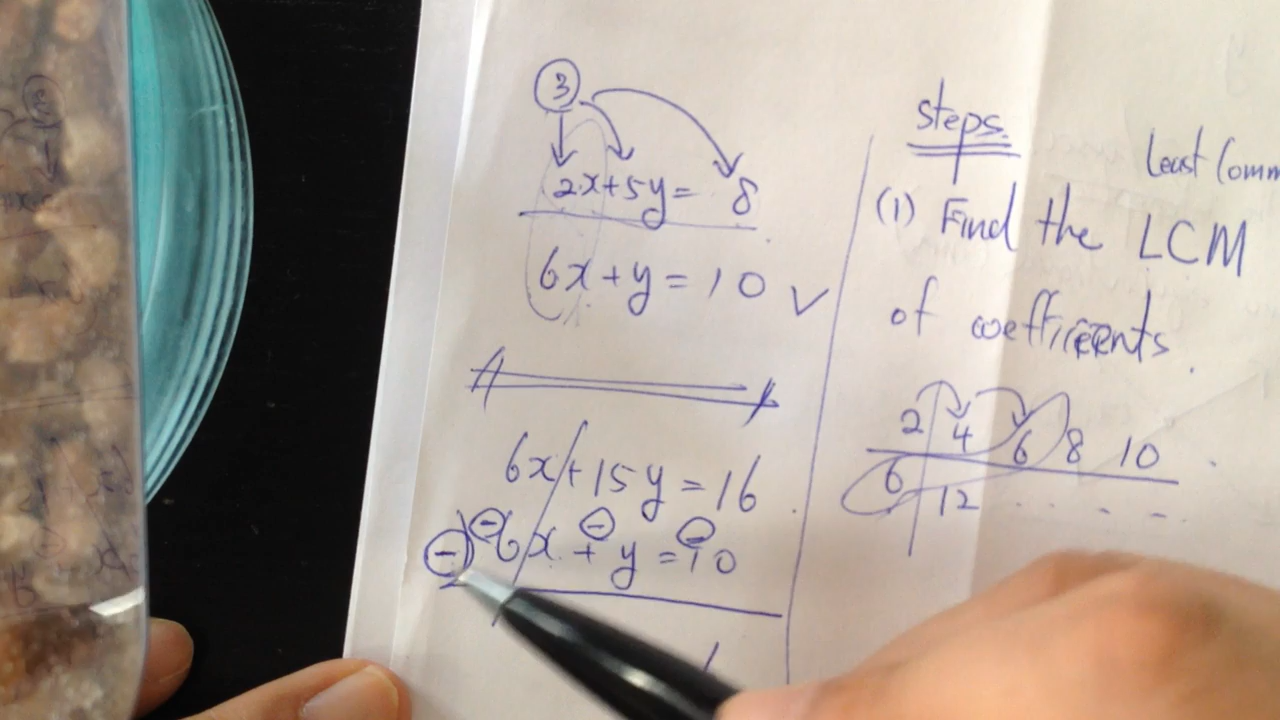 3
2x+5y= 8
6x+y=10
6x+15y=16
-
- - -
6x+y=10
steps.
Least Comm
(1) Find the LCM
of coefficients.
2 4 6 8 10
6 12 ....